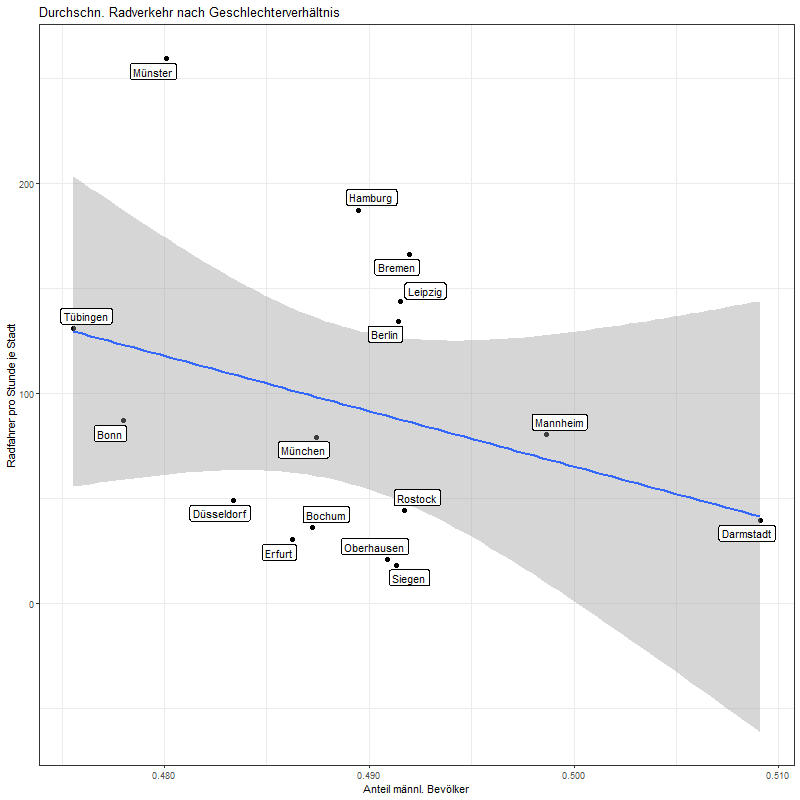 Durchschn. Radverkehr nach Geschlechterverhältnis
Münster
200
Hamburg
Bremen
Leipzig
Tübingen
Berlin
Radfahrer pro Stunde je Stadt
100
Mannheim
Bonn
München
Rostock
Düsseldorf
Bochum
Darmstadt
Oberhausen
Erfurt
Siegen
0
0.480
0.490
0.500
0.510
Anteil männl. Bevölker